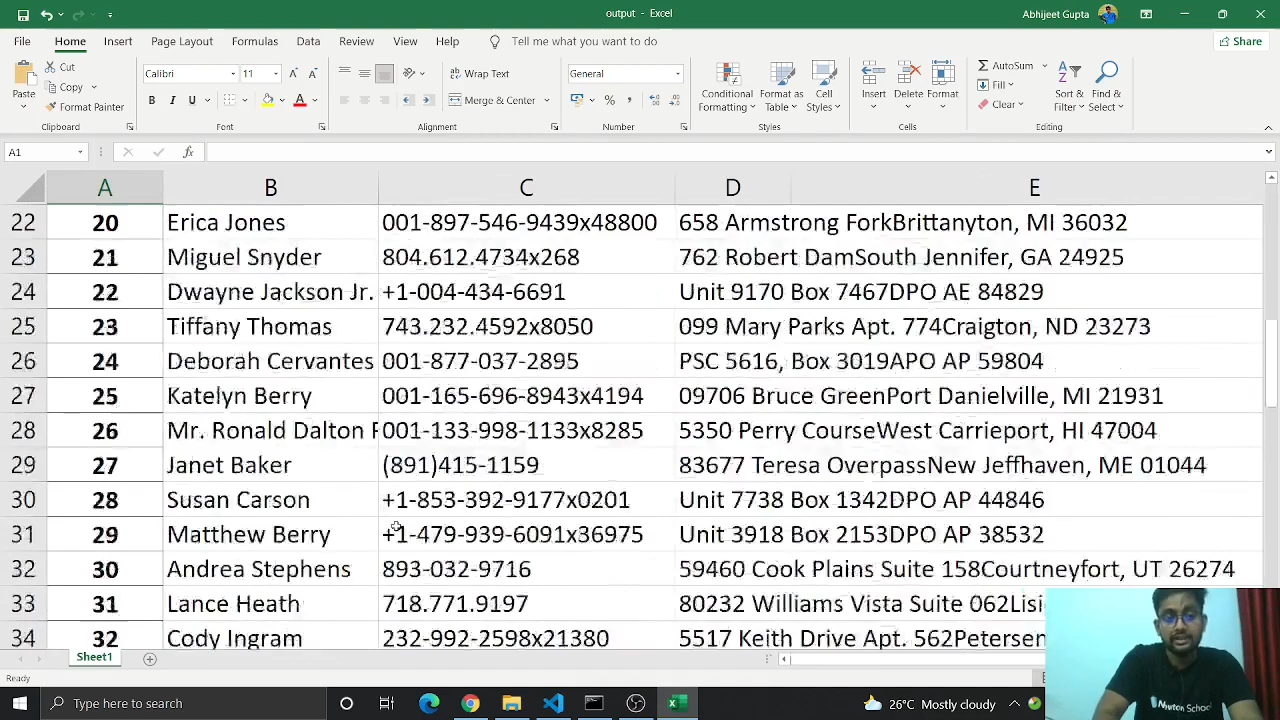 output - Excel
Abhijeet Gupta
File Home Insert Page Layout Formulas Data Review View Help Tell me what you want to do Share
Paste
Cut
Copy
Format Painter
Calibri 11
B I U A
Wrap Text
Merge & Center
General
Conditional Formatting
Format as Table
Cell Styles
Insert
Delete
Format
AutoSum
Fill
Clear
Sort & Filter
Find & Select
Clipboard Font Alignment Number Styles Cells Editing
A1 fx
A B C D E
22 20 Erica Jones 001-897-546-9439x48800 658 Armstrong ForkBrittanyton, MI 36032
23 21 Miguel Snyder 804.612.4734x268 762 Robert DamSouth Jennifer, GA 24925
24 22 Dwayne Jackson Jr. +1-004-434-6691 Unit 9170 Box 7467DPO AE 84829
25 23 Tiffany Thomas 743.232.4592x8050 099 Mary Parks Apt. 774Craigton, ND 23273
26 24 Deborah Cervantes 001-877-037-2895 PSC 5616, Box 3019APO AP 59804
27 25 Katelyn Berry 001-165-696-8943x4194 09706 Bruce GreenPort Danielville, MI 21931
28 26 Mr. Ronald Dalton 001-133-998-1133x8285 5350 Perry CourseWest Carrieport, HI 47004
29 27 Janet Baker (891)415-1159 83677 Teresa OverpassNew Jeffhaven, ME 01044
30 28 Susan Carson +1-853-392-9177x0201 Unit 7738 Box 1342DPO AP 44846
31 29 Matthew Berry +1-479-939-6091x36975 Unit 3918 Box 2153DPO AP 38532
32 30 Andrea Stephens 893-032-9716 59460 Cook Plains Suite 158Courtneyfort, UT 26274
33 31 Lance Heath 718.771.9197 80232 Williams Vista Suite 062Lisi
34 32 Cody Ingram 232-992-2598x21380 5517 Keith Drive Apt. 562Petersen
Sheet1
Ready
Type here to search
26°C Mostly cloudy
Newton School